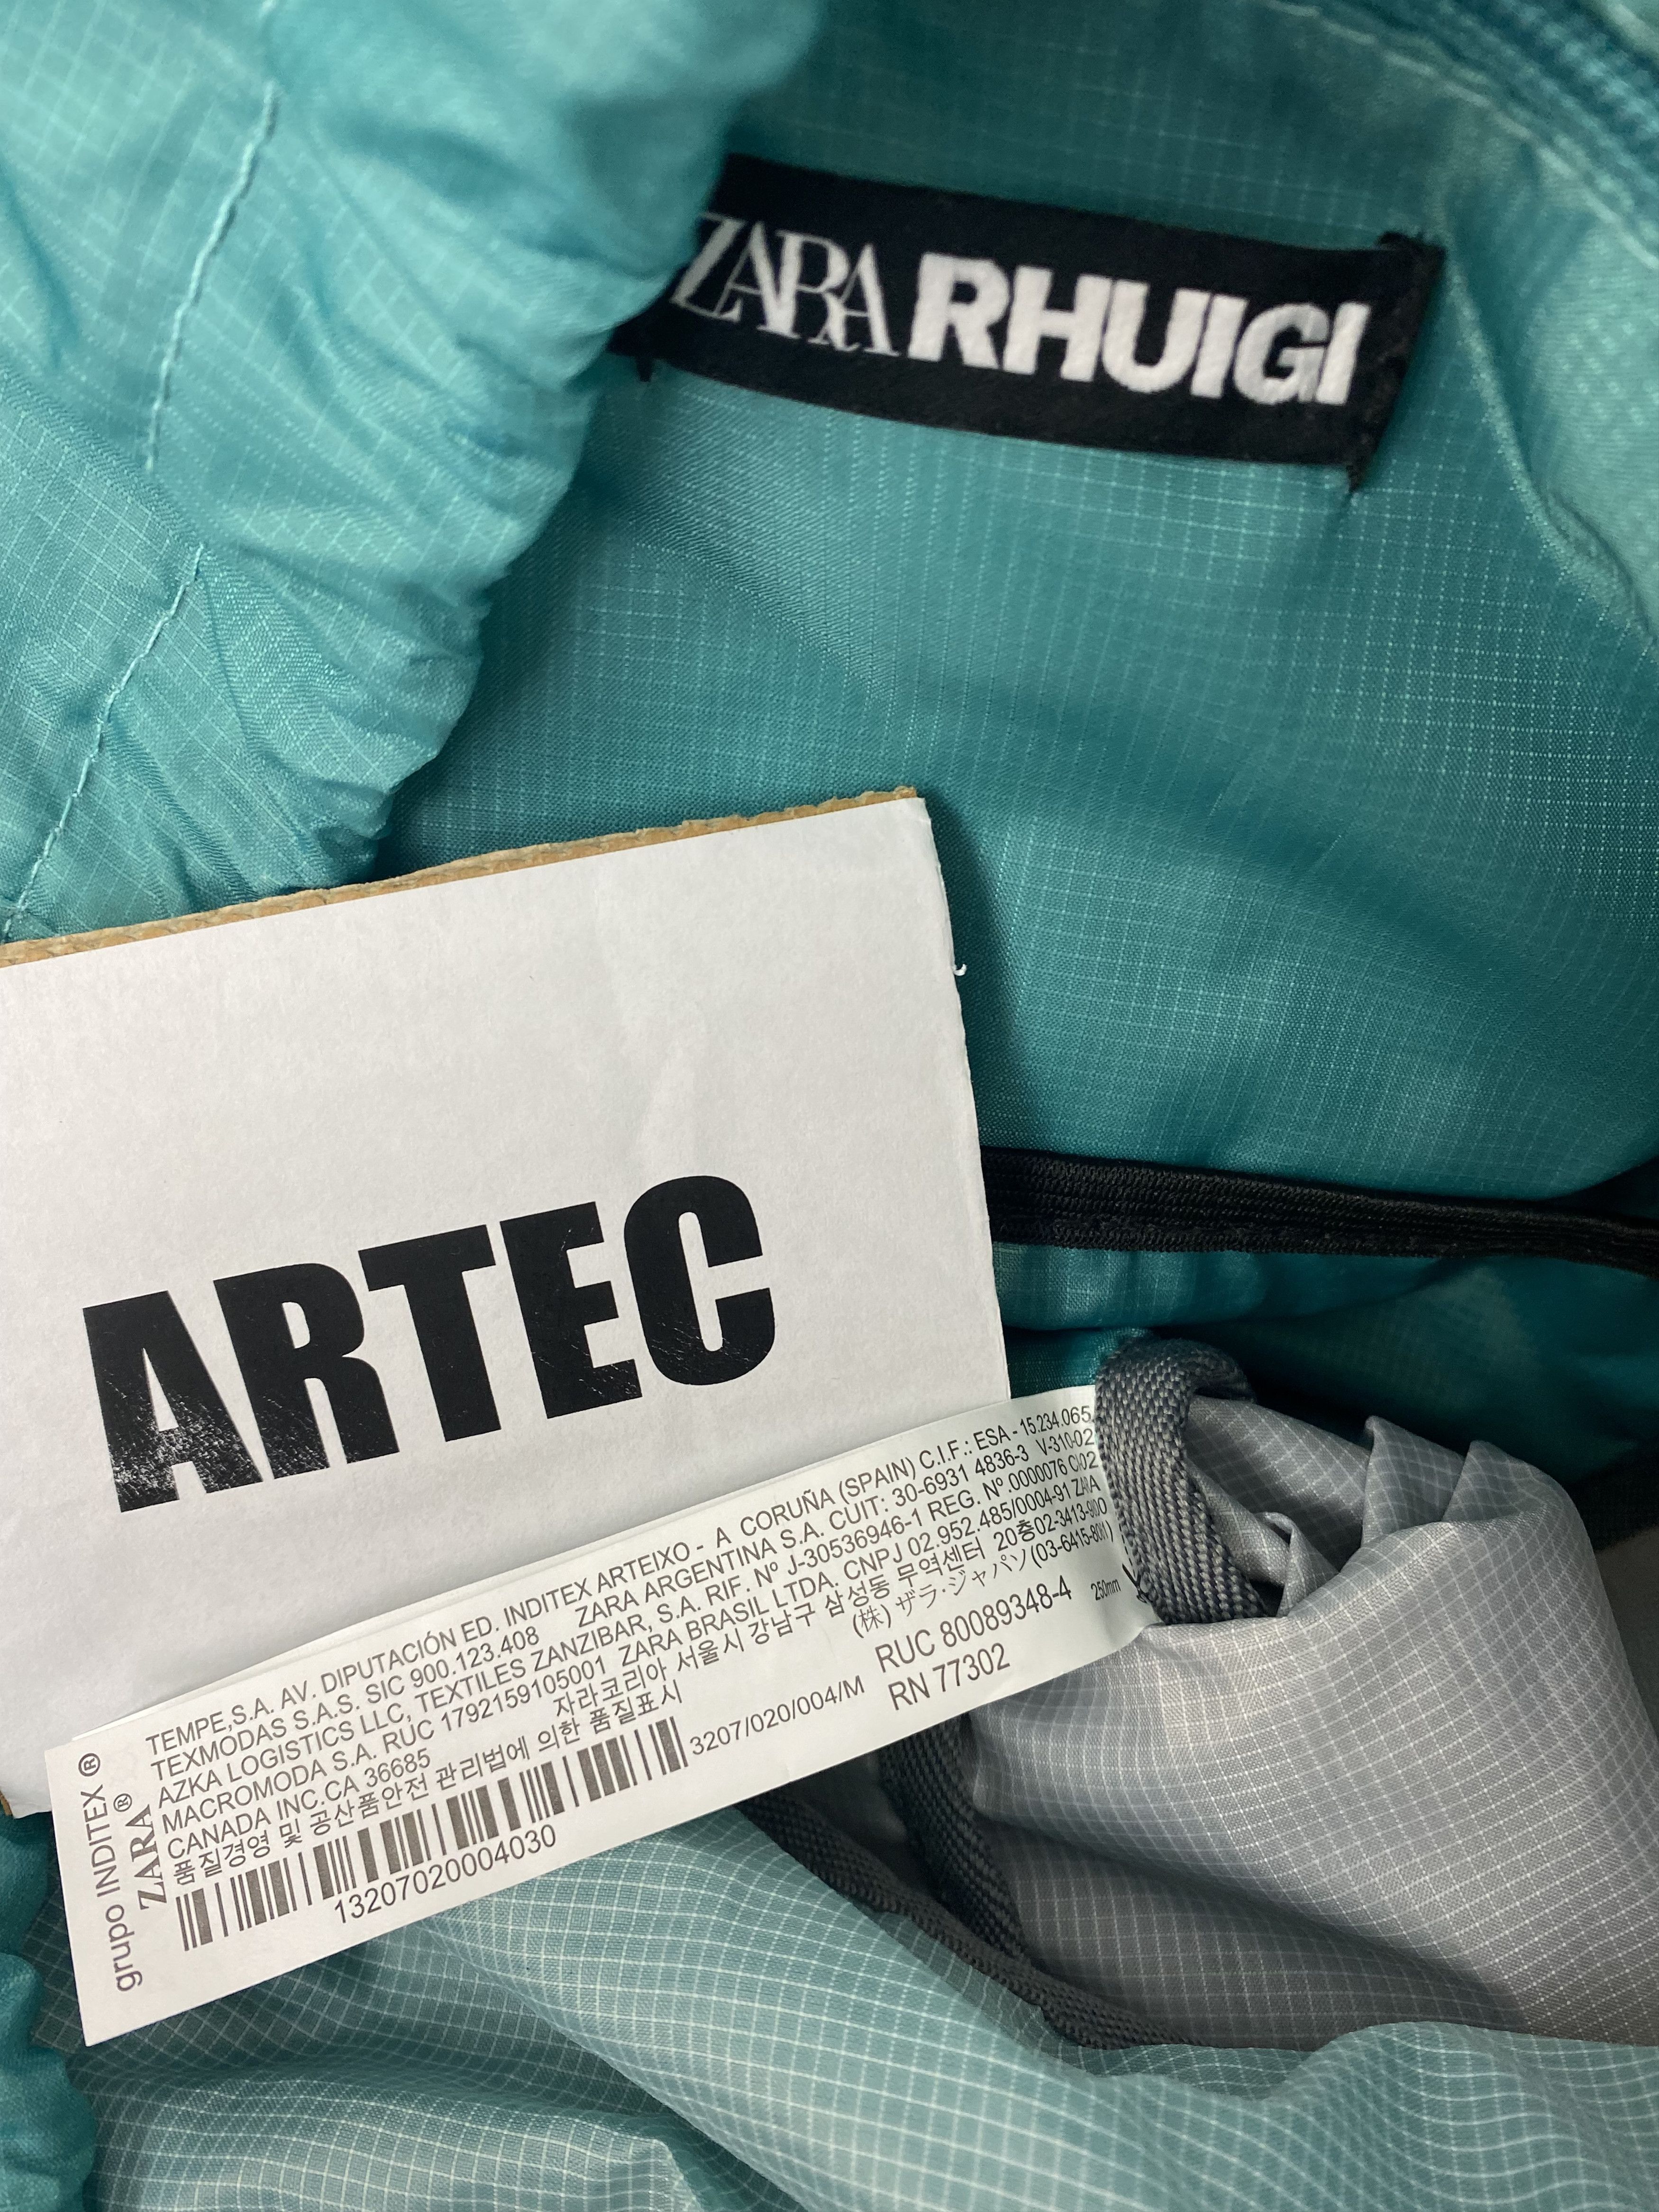 ZARA RHUIGI
ARTEC
grupo INDITEX ®
ZARA ®
TEMPE,S.A. AV. DIPUTACIÓN ED. INDITEX ARTEIXO - A CORUÑA (SPAIN) C.I.F.: ESA - 15.234.065
TEXMODAS S.A.S. SIC 900.123.408 ZARA ARGENTINA S.A. CUIT: 30-6931 4836-3 V-310-02
AZKA LOGISTICS LLC, TEXTILES ZANZIBAR, S.A. RIF. Nº J-30536946-1 REG. Nº.0000076
MACROMODA S.A. RUC 1792159105001 ZARA BRASIL LTDA. CNPJ 02.952.485/0004-91 ZARA
CANADA INC.CA 36685 자라코리아 서울시 강남구 삼성동 무역센터 20층02-3413-9800
품질경영 및 공산품안전 관리법에 의한 품질표시 (株) ザラ・ジャパン(03-6415-80
3207/020/004/M RUC 80089348-4 250mm
RN 77302
13207020004030